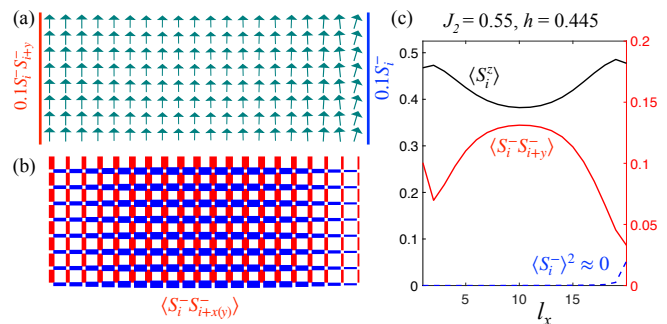 (a)
0.1S_i^-S_{i+y}^-
0.1S_i^-
(b)
⟨S_i^-S_{i+x(y)}^-⟩
(c)
J_2 = 0.55, h = 0.445
0.5
0.4
0.3
0.2
0.1
0
0.2
0.15
0.1
0.05
0
⟨S_i^z⟩
⟨S_i^-S_{i+y}^-⟩
⟨S_i^-⟩^2 ≈ 0
5
10
15
l_x